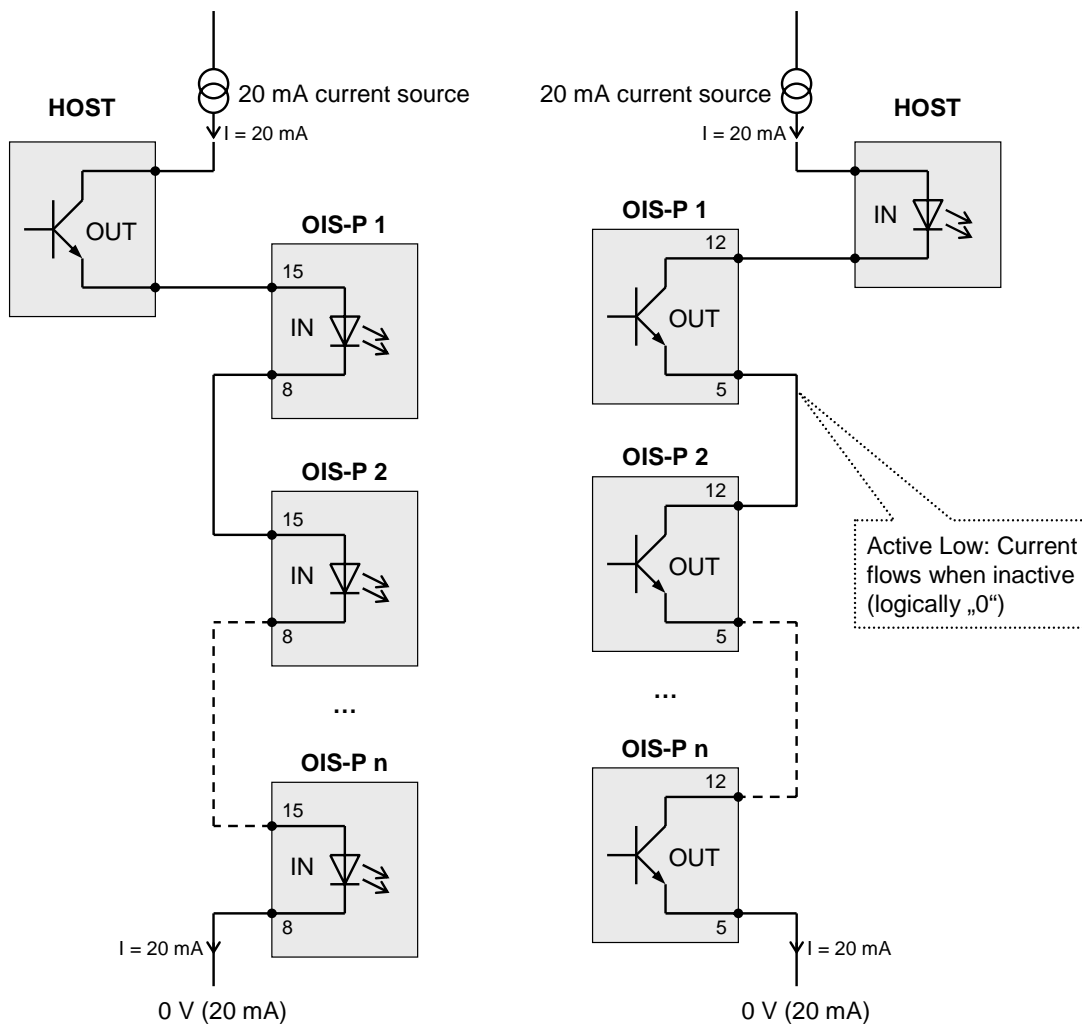 20 mA current source
HOST
I = 20 mA
OUT
OIS-P 1
15
IN
8
OIS-P 2
15
IN
8
...
OIS-P n
15
IN
8
I = 20 mA
0 V (20 mA)
20 mA current source
HOST
I = 20 mA
IN
OIS-P 1
12
OUT
5
OIS-P 2
12
OUT
5
Active Low: Current
flows when inactive
(logically „0“)
...
OIS-P n
12
OUT
5
I = 20 mA
0 V (20 mA)